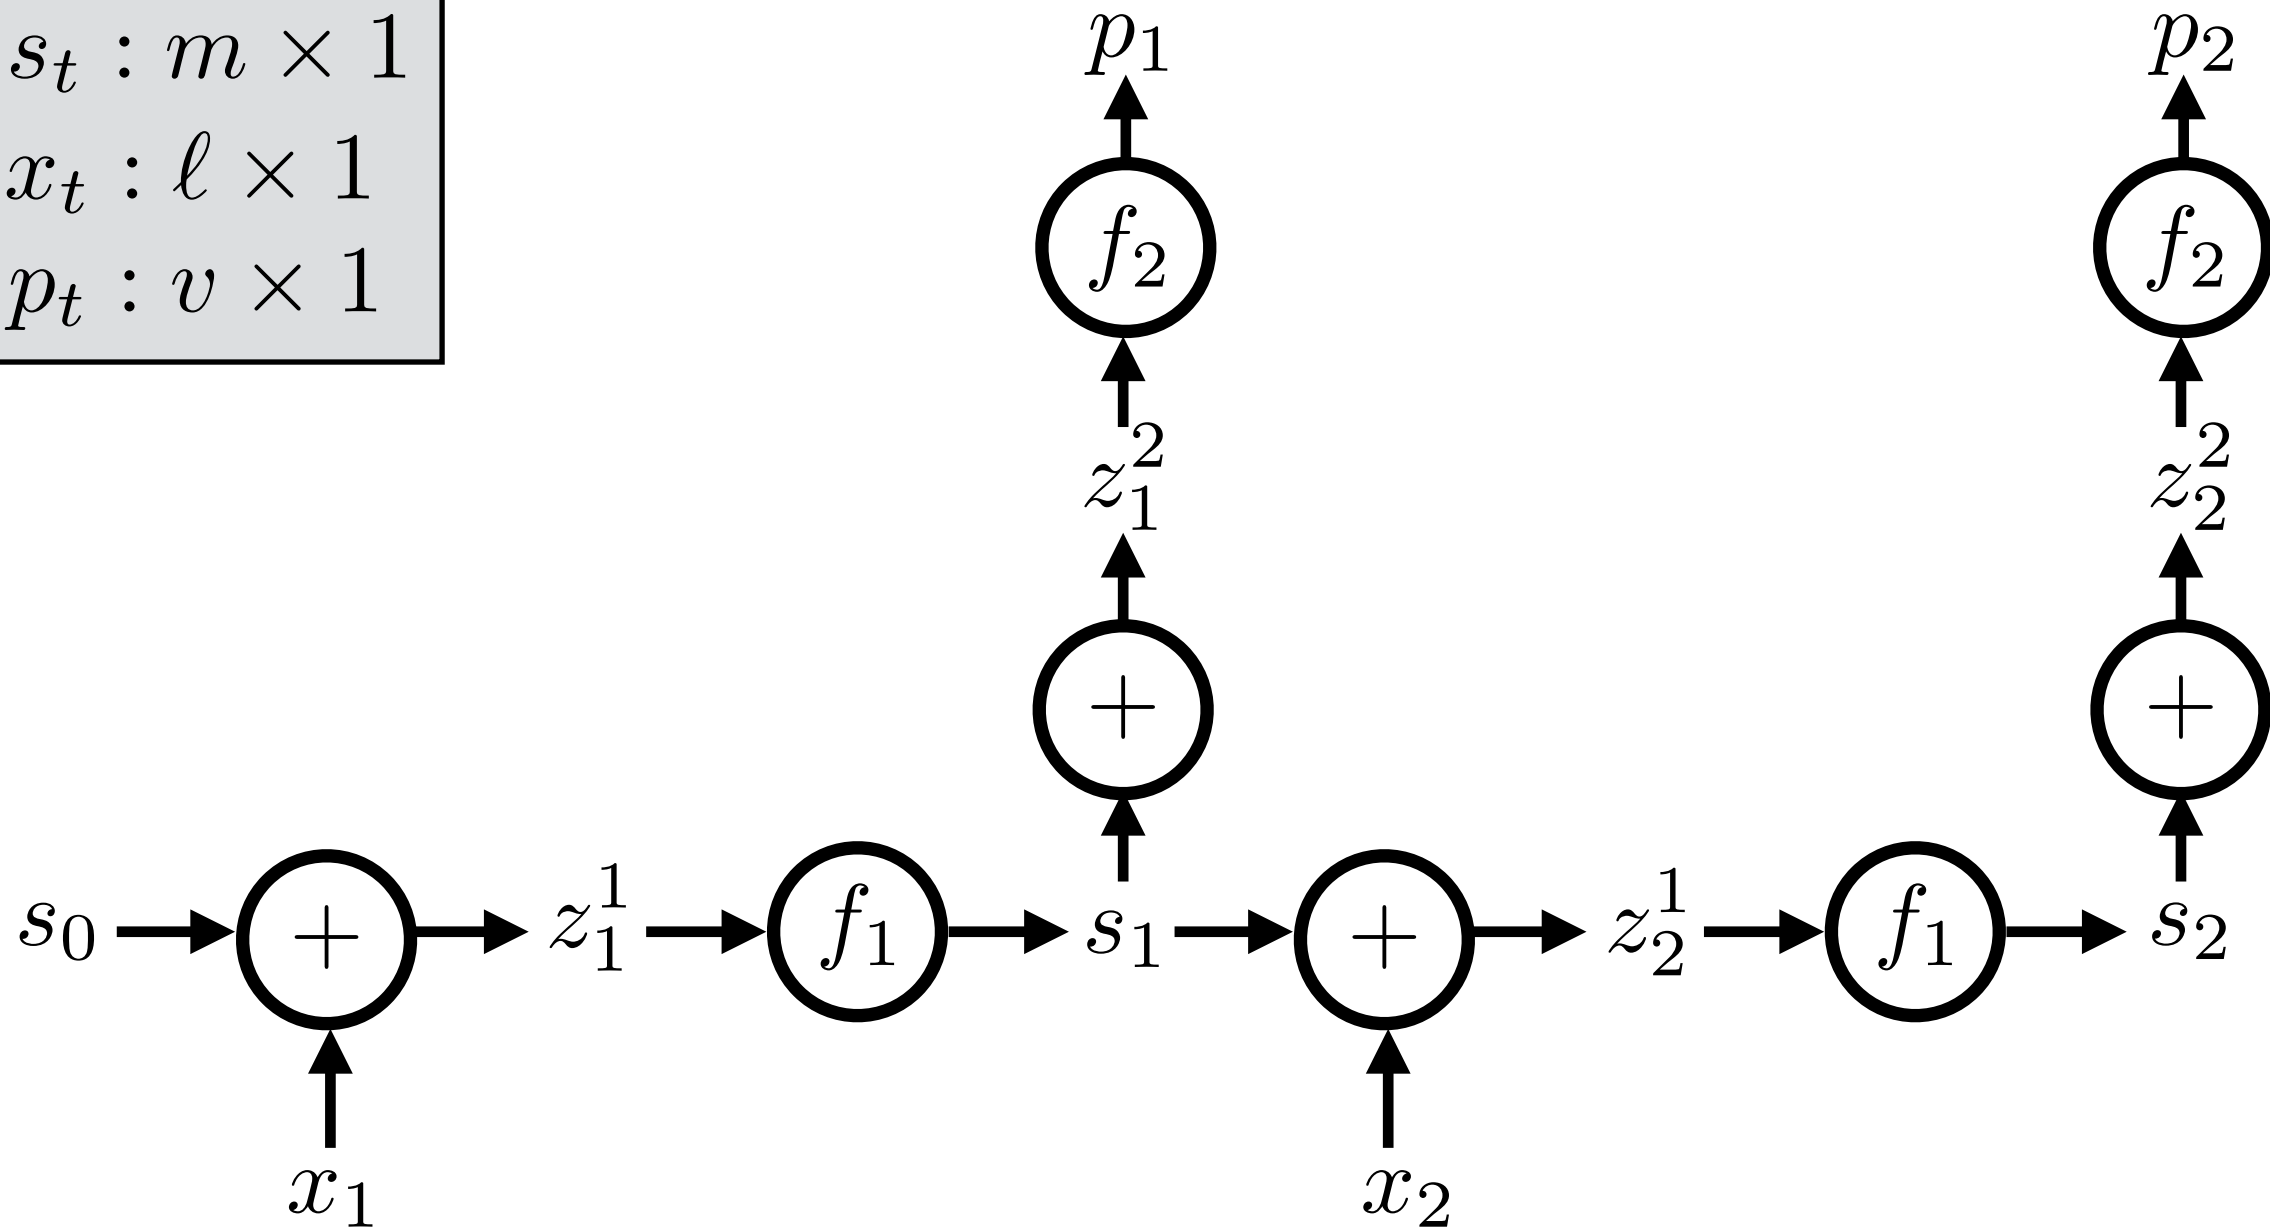 s_t : m × 1
x_t : ℓ × 1
p_t : v × 1
p_1 p_2
f_2 f_2
z_1^2 z_2^2
+ +
s_0 + z_1^1 f_1 s_1 + z_2^1 f_1 s_2
x_1 x_2